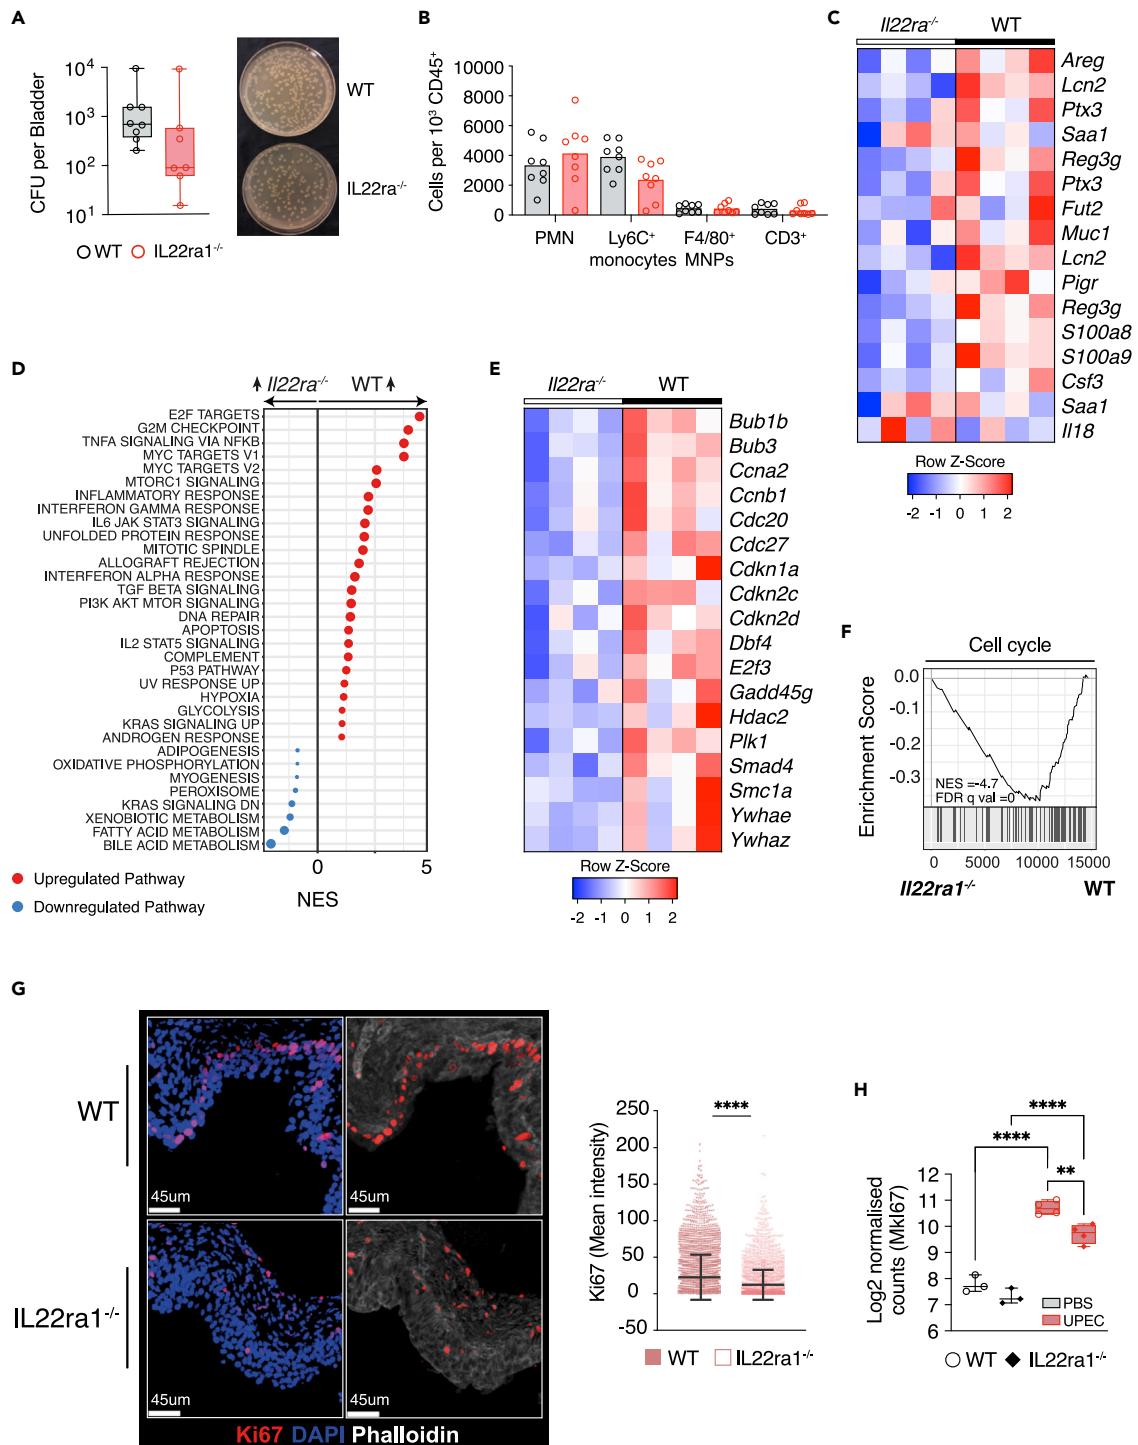 A
CFU per Bladder
10⁴
10³
10²
10¹
WT IL22ra1-/-
WT
IL22ra-/-
B
Cells per 10³ CD45⁺
10000
8000
6000
4000
2000
0
PMN
Ly6C⁺
monocytes
F4/80⁺
MNPs
CD3⁺
C
Il22ra-/- WT
Areg
Lcn2
Ptx3
Saa1
Reg3g
Ptx3
Fut2
Muc1
Lcn2
Pigr
Reg3g
S100a8
S100a9
Csf3
Saa1
Il18
Row Z-Score
-2 -1 0 1 2
D
Il22ra-/- WT
E2F TARGETS
G2M CHECKPOINT
TNFA SIGNALING VIA NFKB
MYC TARGETS V1
MYC TARGETS V2
MTORC1 SIGNALING
INFLAMMATORY RESPONSE
INTERFERON GAMMA RESPONSE
IL6 JAK STAT3 SIGNALING
UNFOLDED PROTEIN RESPONSE
MITOTIC SPINDLE
ALLOGRAFT REJECTION
INTERFERON ALPHA RESPONSE
TGF BETA SIGNALING
PI3K AKT MTOR SIGNALING
DNA REPAIR
APOPTOSIS
IL2 STAT5 SIGNALING
COMPLEMENT
P53 PATHWAY
UV RESPONSE UP
HYPOXIA
GLYCOLYSIS
KRAS SIGNALING UP
ANDROGEN RESPONSE
ADIPOGENESIS
OXIDATIVE PHOSPHORYLATION
MYOGENESIS
PEROXISOME
KRAS SIGNALING DN
XENOBIOTIC METABOLISM
FATTY ACID METABOLISM
BILE ACID METABOLISM
0 5
NES
Upregulated Pathway
Downregulated Pathway
E
Il22ra-/- WT
Bub1b
Bub3
Ccna2
Ccnb1
Cdc20
Cdc27
Cdkn1a
Cdkn2c
Cdkn2d
Dbf4
E2f3
Gadd45g
Hdac2
Plk1
Smad4
Smc1a
Ywhae
Ywhaz
Row Z-Score
-2 -1 0 1 2
F
Cell cycle
Enrichment Score
0.0
-0.1
-0.2
-0.3
NES =-4.7
FDR q val =0
0 5000 10000 15000
Il22ra1-/- WT
G
WT
45um
45um
IL22ra1-/-
45um
45um
Ki67 DAPI Phalloidin
Ki67 (Mean intensity)
250
200
150
100
50
0
-50
****
WT IL22ra1-/-
H
****
****
**
Log2 normalised
counts (MkI67)
12
11
10
9
8
7
6
PBS
UPEC
WT IL22ra1-/-